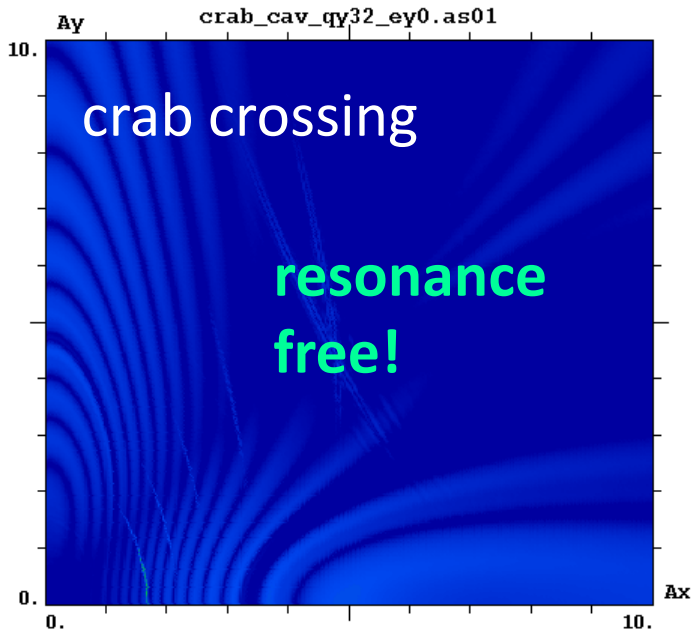 crab_cav_qy32_ey0.as01
Ay
10.
crab crossing
resonance
free!
0.
Ax
0.
10.